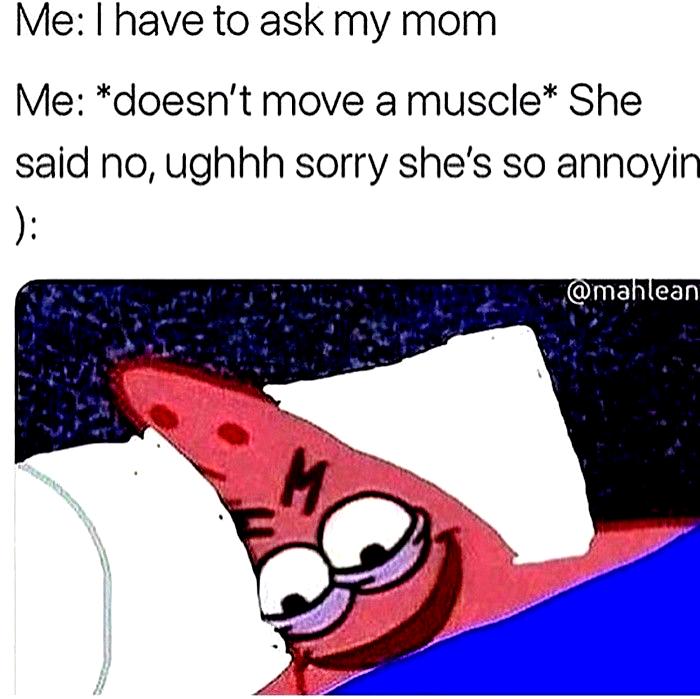 Me: I have to ask my mom
Me: *doesn't move a muscle* She
said no, ughhh sorry she's so annoyin
):
@mahlean